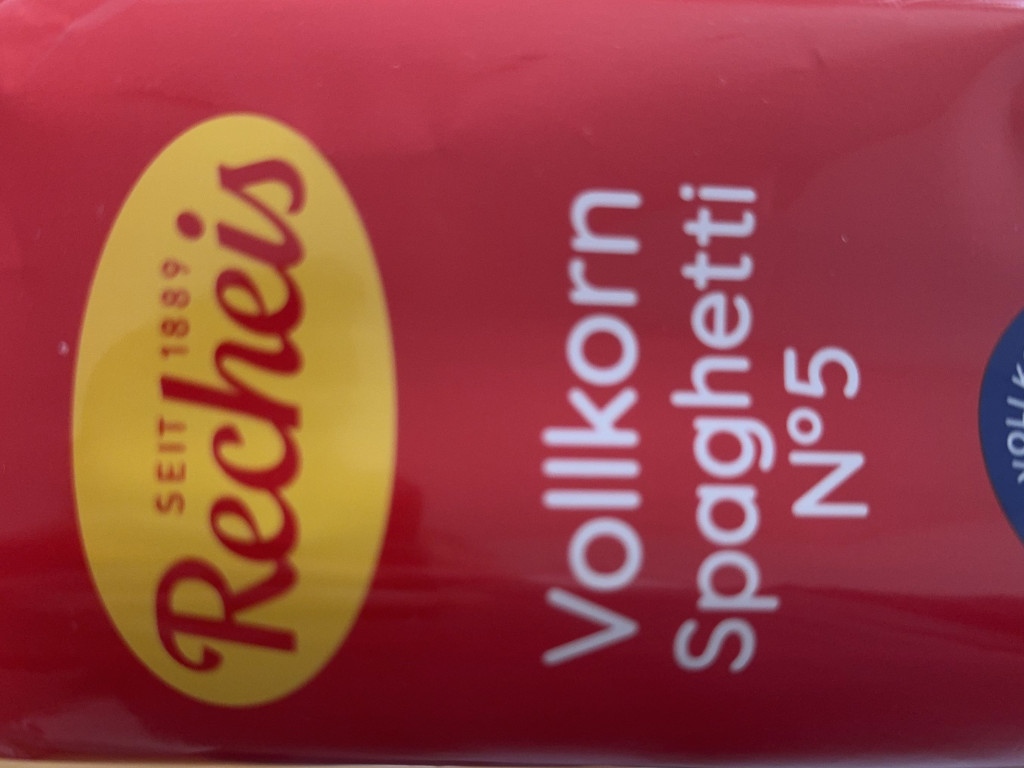 SEIT 1889
Recheis
Vollkorn
Spaghetti
N°5